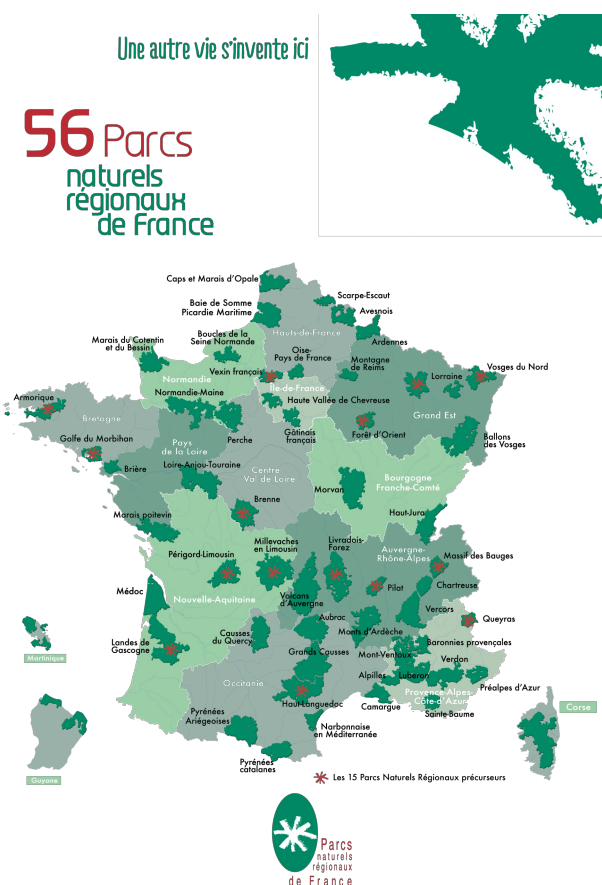 Une autre vie s'invente ici
56 Parcs
naturels
régionaux
de France
Caps et Marais d'Opale
Scarpe-Escaut
Baie de Somme
Picardie Maritime
Avesnois
Hauts-de-France
Ardennes
Marais du Cotentin
et du Bessin
Boucles de la
Seine Normande
Oise-
Pays de France
Montagne
de Reims
Vexin français
Lorraine
Vosges du Nord
Normandie
Île-de-France
Armorique
Normandie-Maine
Haute Vallée de Chevreuse
Grand Est
Bretagne
Golfe du Morbihan
Perche
Gâtinais
français
Forêt d'Orient
Ballons
des Vosges
Pays
de la Loire
Brière
Loire-Anjou-Touraine
Centre
Val de Loire
Morvan
Bourgogne
Franche-Comté
Brenne
Marais poitevin
Haut-Jura
Périgord-Limousin
Millevaches
en Limousin
Livradois-
Forez
Auvergne-
Rhône-Alpes
Massif des Bauges
Médoc
Nouvelle-Aquitaine
Volcans
d'Auvergne
Pilat
Chartreuse
Aubrac
Vercors
Queyras
Landes de
Gascogne
Causses
du Quercy
Monts d'Ardèche
Baronnies provençales
Martinique
Grands Causses
Mont-Ventoux
Verdon
Occitanie
Alpilles
Luberon
Préalpes d'Azur
Haut-Languedoc
Provence-Alpes-
Côte-d'Azur
Camargue
Sainte-Baume
Corse
Pyrénées
Ariégeoises
Narbonnaise
en Méditerranée
Pyrénées
catalanes
Guyane
Les 15 Parcs Naturels Régionaux précurseurs
Parcs
naturels
régionaux
de France